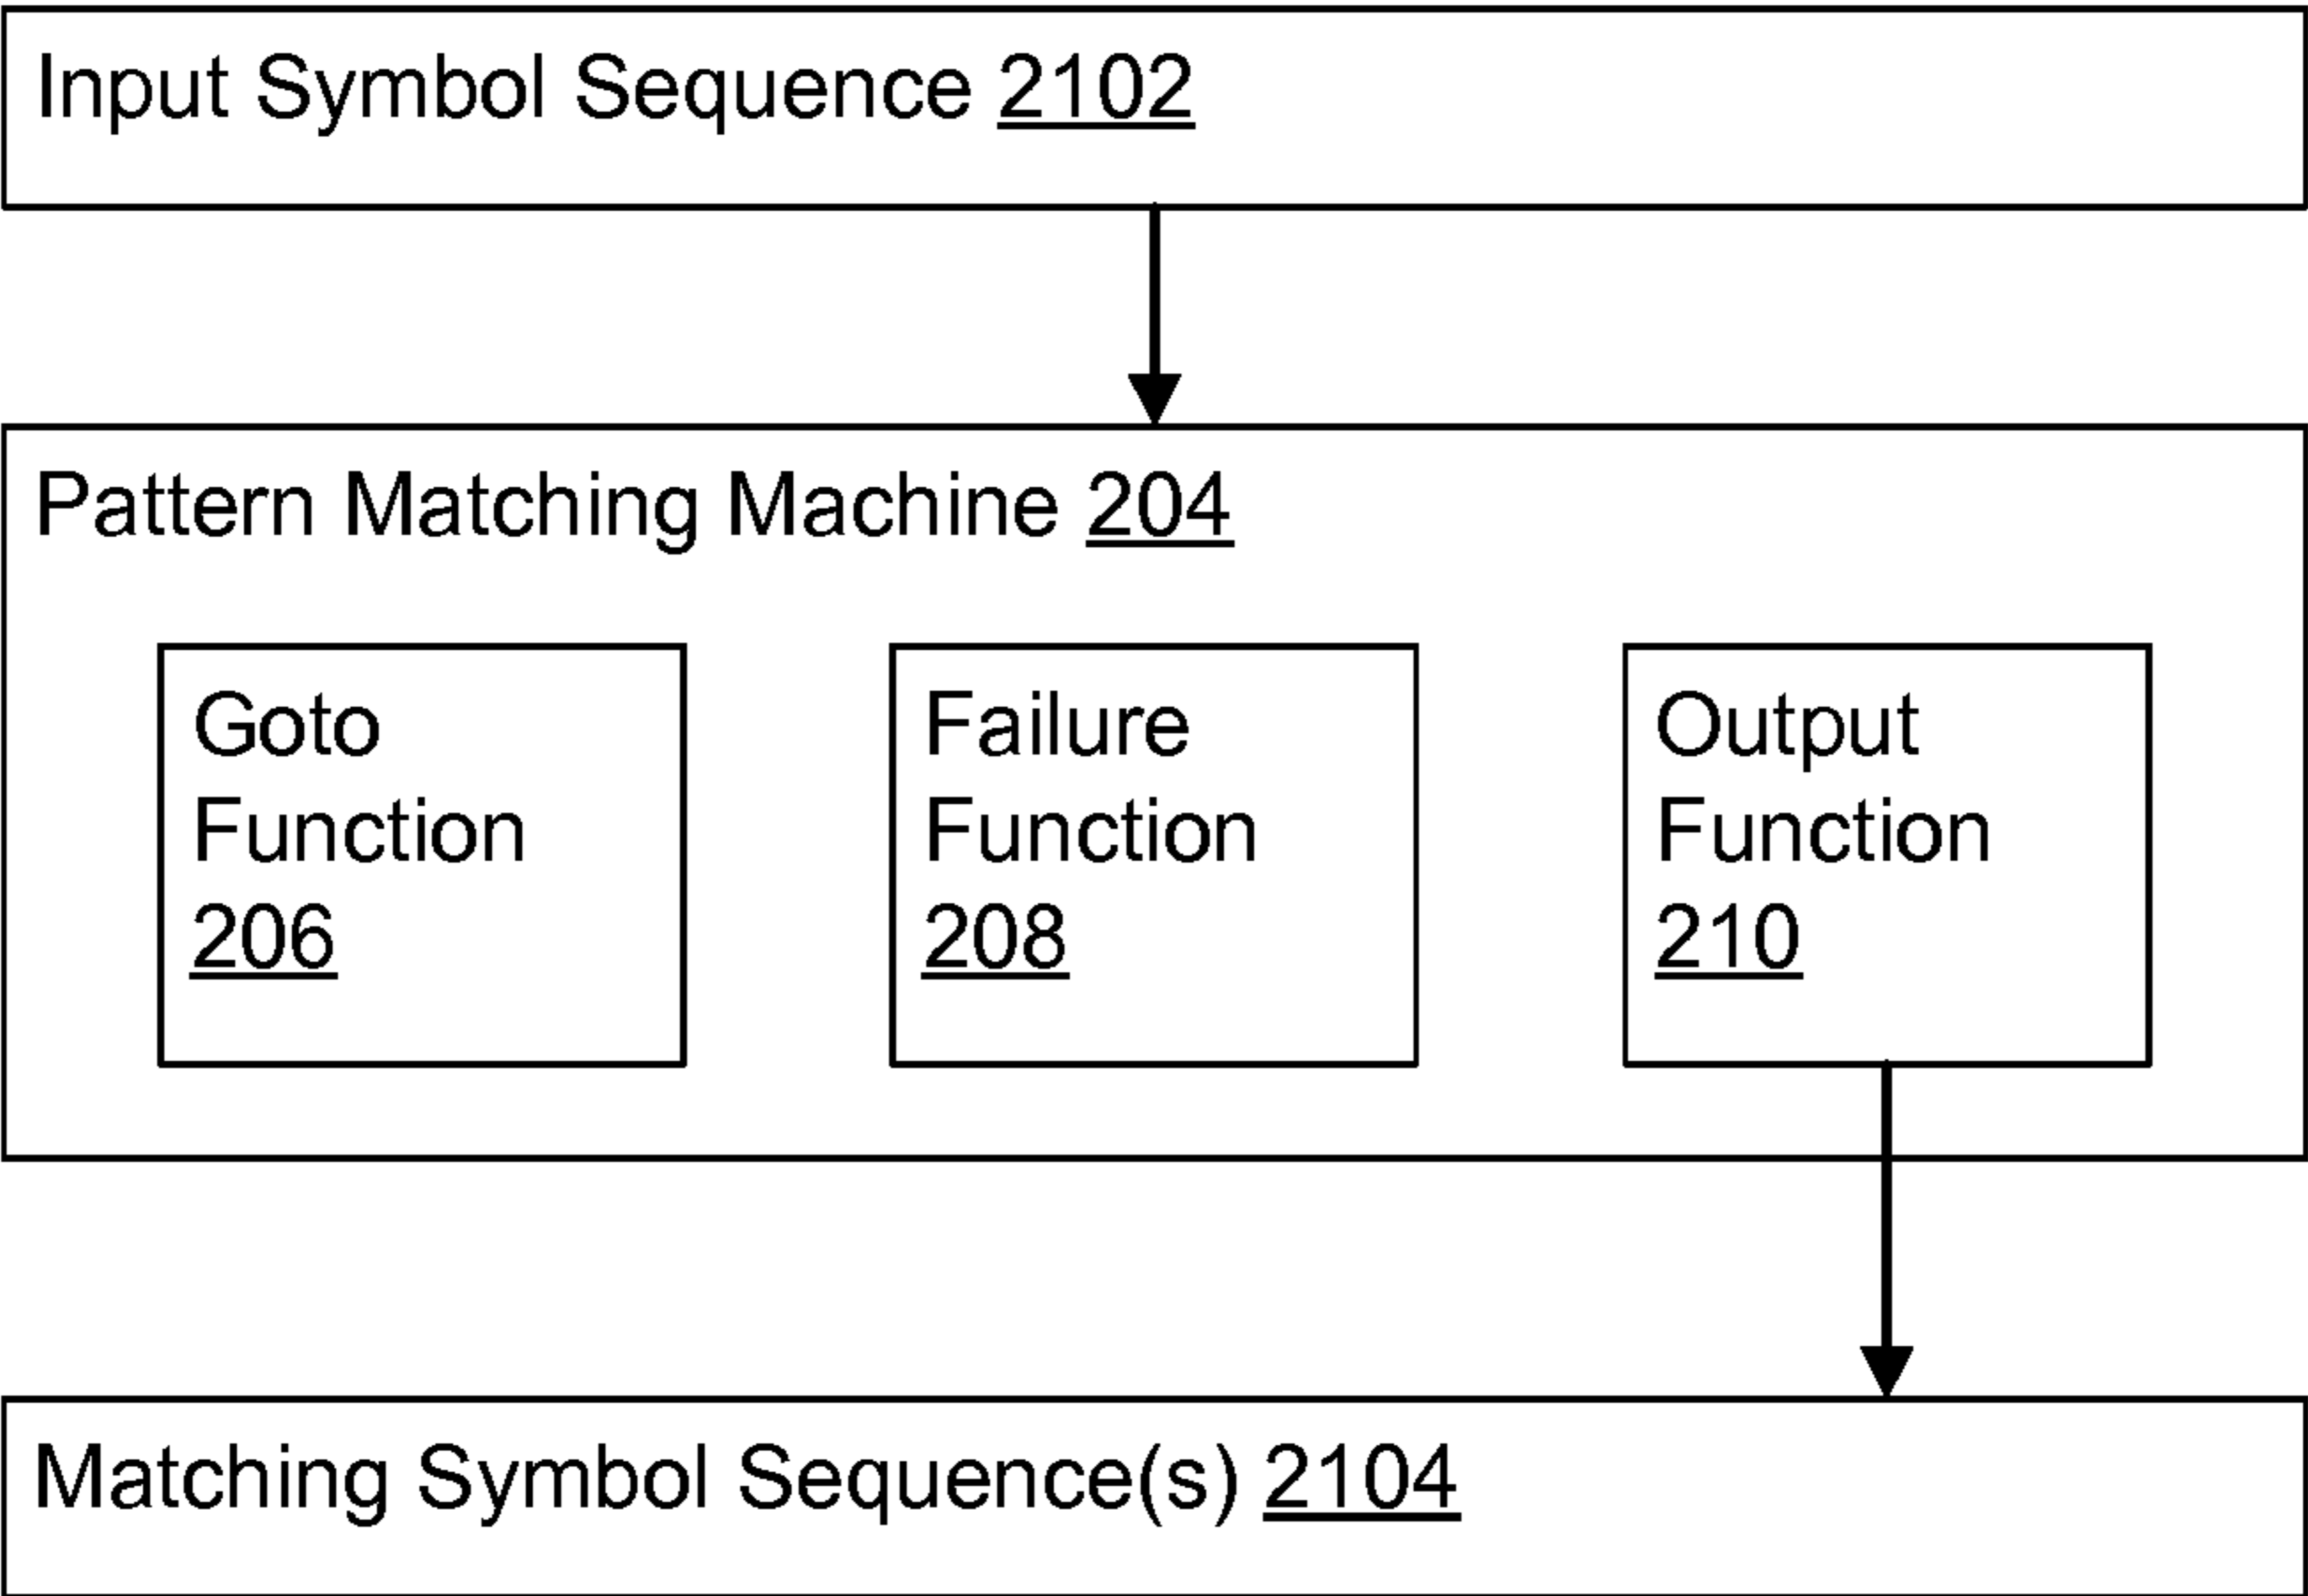 Input Symbol Sequence 2102
Pattern Matching Machine 204
Goto
Function
206
Failure
Function
208
Output
Function
210
Matching Symbol Sequence(s) 2104